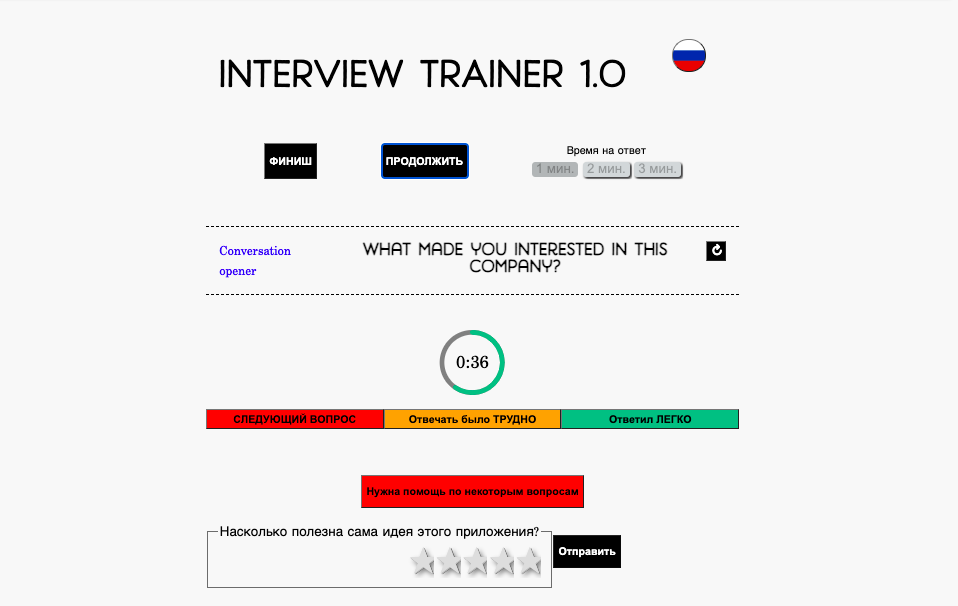 INTERVIEW TRAINER 1.0
ФИНИШ
ПРОДОЛЖИТЬ
Время на ответ
1 мин. 2 мин. 3 мин.
Conversation
opener
WHAT MADE YOU INTERESTED IN THIS
COMPANY?
0:36
СЛЕДУЮЩИЙ ВОПРОС
Отвечать было ТРУДНО
Ответил ЛЕГКО
Нужна помощь по некоторым вопросам
Насколько полезна сама идея этого приложения?
Отправить